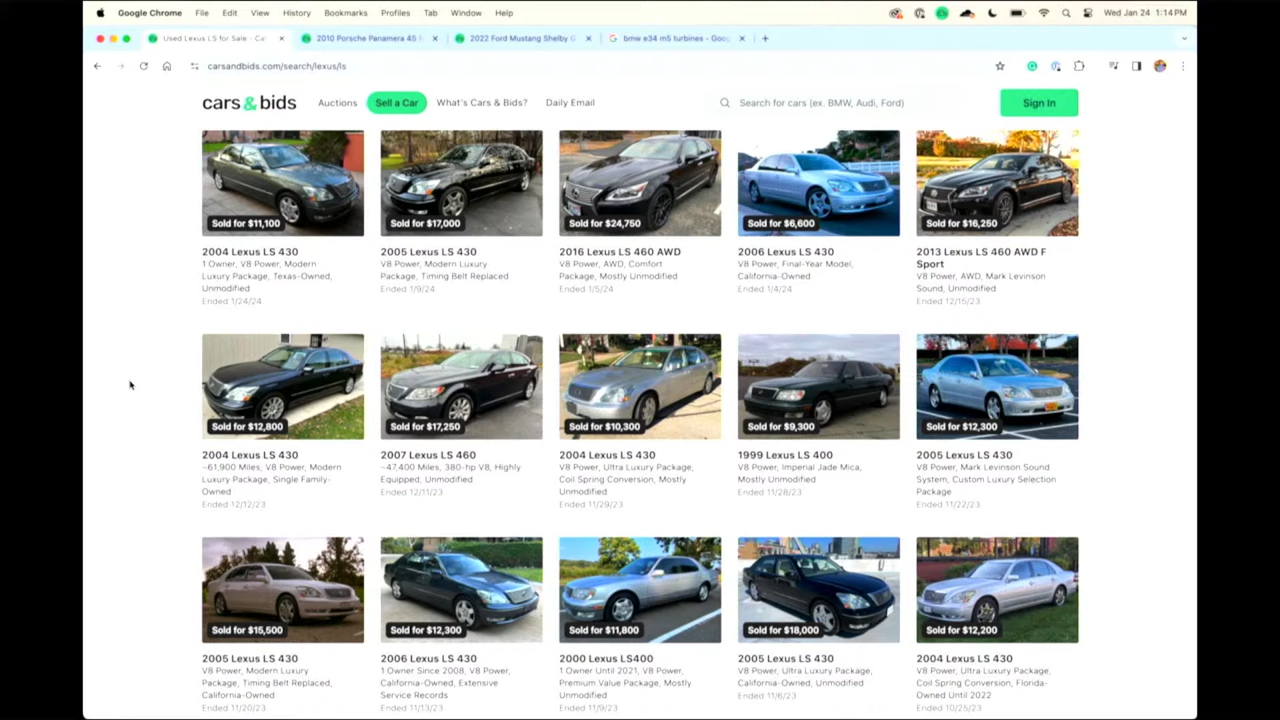 Google Chrome File Edit View History Bookmarks Profiles Tab Window Help Wed Jan 24 1:14 PM
Used Lexus LS for Sale - Ca
2010 Porsche Panamera 4S
2022 Ford Mustang Shelby G
bmw e34 m5 turbines - Goo
carsandbids.com/search/lexus/ls
cars & bids Auctions Sell a Car What's Cars & Bids? Daily Email Search for cars (ex. BMW, Audi, Ford) Sign In
Sold for $11,100
2004 Lexus LS 430
1 Owner, V8 Power, Modern
Luxury Package, Texas-Owned,
Unmodified
Ended 1/24/24
Sold for $17,000
2005 Lexus LS 430
V8 Power, Modern Luxury
Package, Timing Belt Replaced
Ended 1/9/24
Sold for $24,750
2016 Lexus LS 460 AWD
V8 Power, AWD, Comfort
Package, Mostly Unmodified
Ended 1/5/24
Sold for $6,600
2006 Lexus LS 430
V8 Power, Final-Year Model,
California-Owned
Ended 1/4/24
Sold for $16,250
2013 Lexus LS 460 AWD F
Sport
V8 Power, AWD, Mark Levinson
Sound, Unmodified
Ended 12/15/23
Sold for $12,800
2004 Lexus LS 430
~61,900 Miles, V8 Power, Modern
Luxury Package, Single Family-
Owned
Ended 12/12/23
Sold for $17,250
2007 Lexus LS 460
~47,400 Miles, 380-hp V8, Highly
Equipped, Unmodified
Ended 12/11/23
Sold for $10,300
2004 Lexus LS 430
V8 Power, Ultra Luxury Package,
Coil Spring Conversion, Mostly
Unmodified
Ended 11/29/23
Sold for $9,300
1999 Lexus LS 400
V8 Power, Imperial Jade Mica,
Mostly Unmodified
Ended 11/28/23
Sold for $12,300
2005 Lexus LS 430
V8 Power, Mark Levinson Sound
System, Custom Luxury Selection
Package
Ended 11/22/23
Sold for $15,500
2005 Lexus LS 430
V8 Power, Modern Luxury
Package, Timing Belt Replaced,
California-Owned
Ended 11/20/23
Sold for $12,300
2006 Lexus LS 430
1 Owner Since 2008, V8 Power,
California-Owned, Extensive
Service Records
Ended 11/13/23
Sold for $11,800
2000 Lexus LS400
1 Owner Until 2021, V8 Power,
Premium Value Package, Mostly
Unmodified
Ended 11/9/23
Sold for $18,000
2005 Lexus LS 430
V8 Power, Ultra Luxury Package,
California-Owned, Unmodified
Ended 11/6/23
Sold for $12,200
2004 Lexus LS 430
V8 Power, Ultra Luxury Package,
Coil Spring Conversion, Florida-
Owned Until 2022
Ended 10/25/23